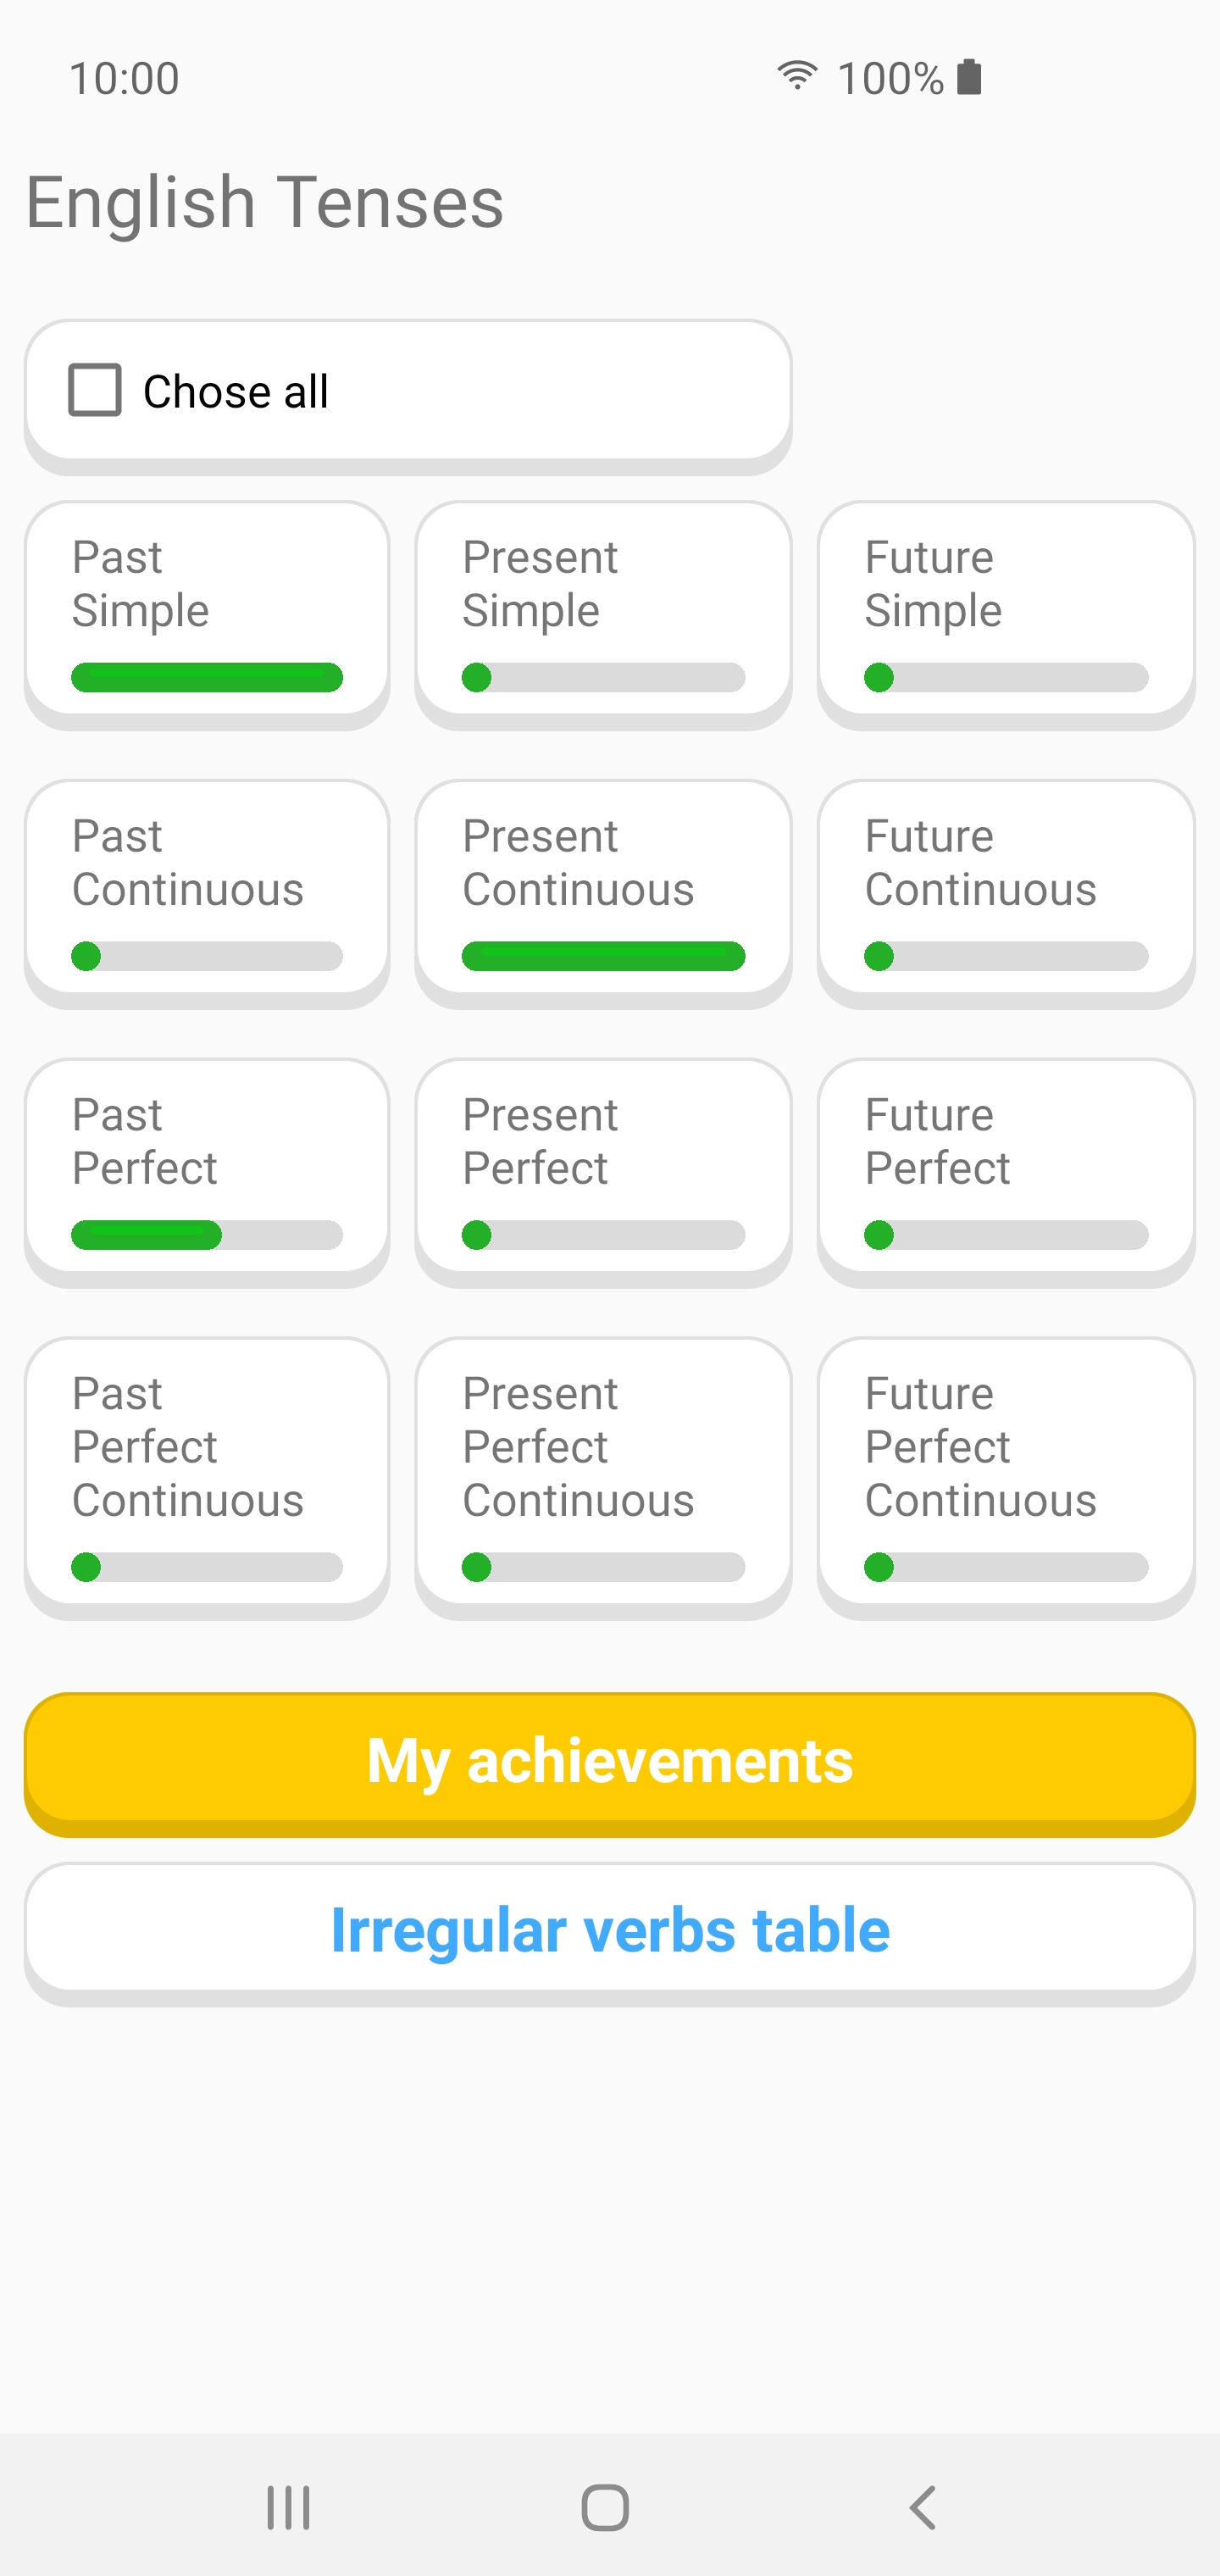 10:00 100%
English Tenses
Chose all
Past
Simple
Present
Simple
Future
Simple
Past
Continuous
Present
Continuous
Future
Continuous
Past
Perfect
Present
Perfect
Future
Perfect
Past
Perfect
Continuous
Present
Perfect
Continuous
Future
Perfect
Continuous
My achievements
Irregular verbs table